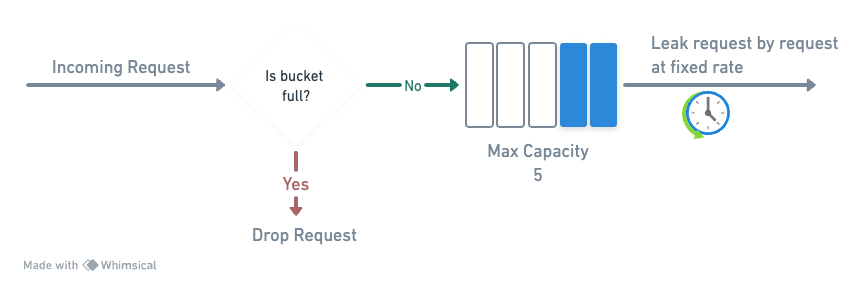 Incoming Request
Is bucket
full?
No
Leak request by request
at fixed rate
Max Capacity
5
Yes
Drop Request
Made with Whimsical